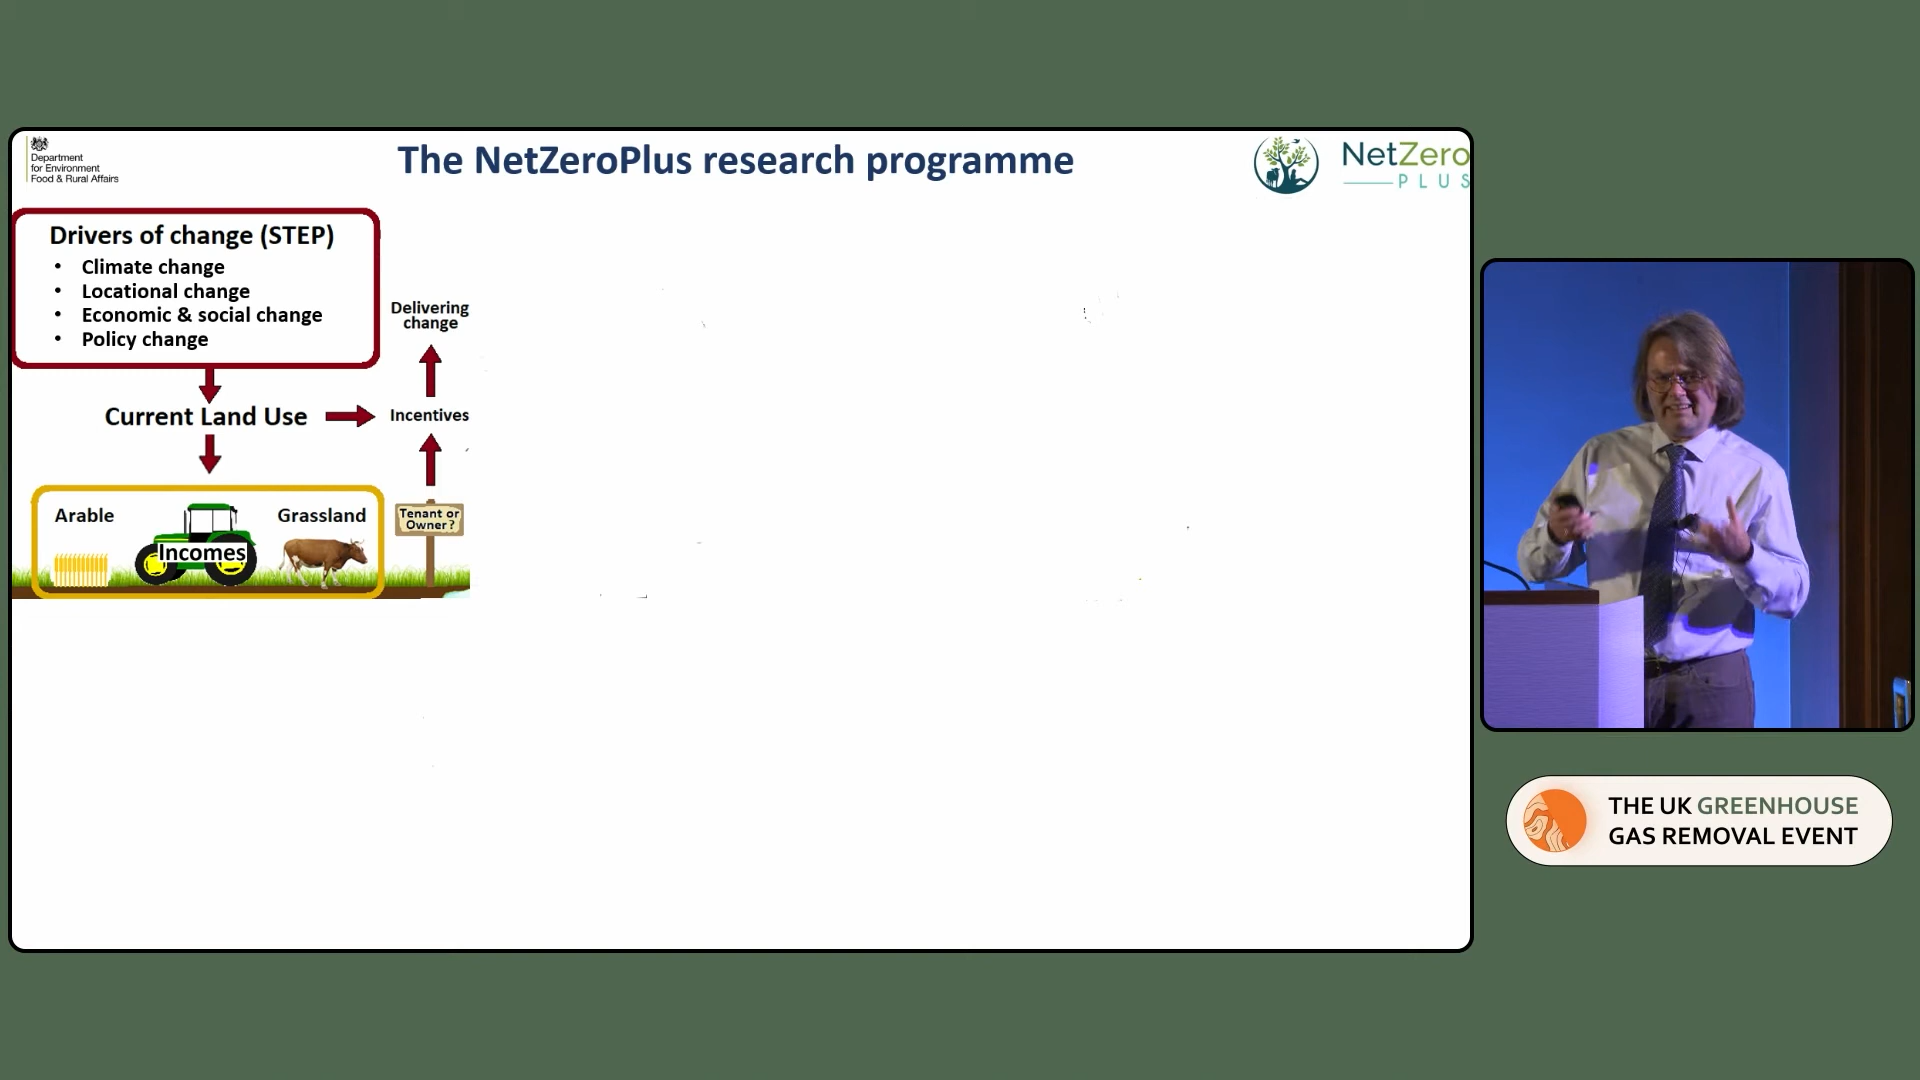 Department
for Environment
Food & Rural Affairs
The NetZeroPlus research programme
NetZero
PLUS
Drivers of change (STEP)
• Climate change
• Locational change
• Economic & social change
• Policy change
Delivering
change
Current Land Use
Incentives
Arable
Incomes
Grassland
Tenant or
Owner?
THE UK GREENHOUSE
GAS REMOVAL EVENT